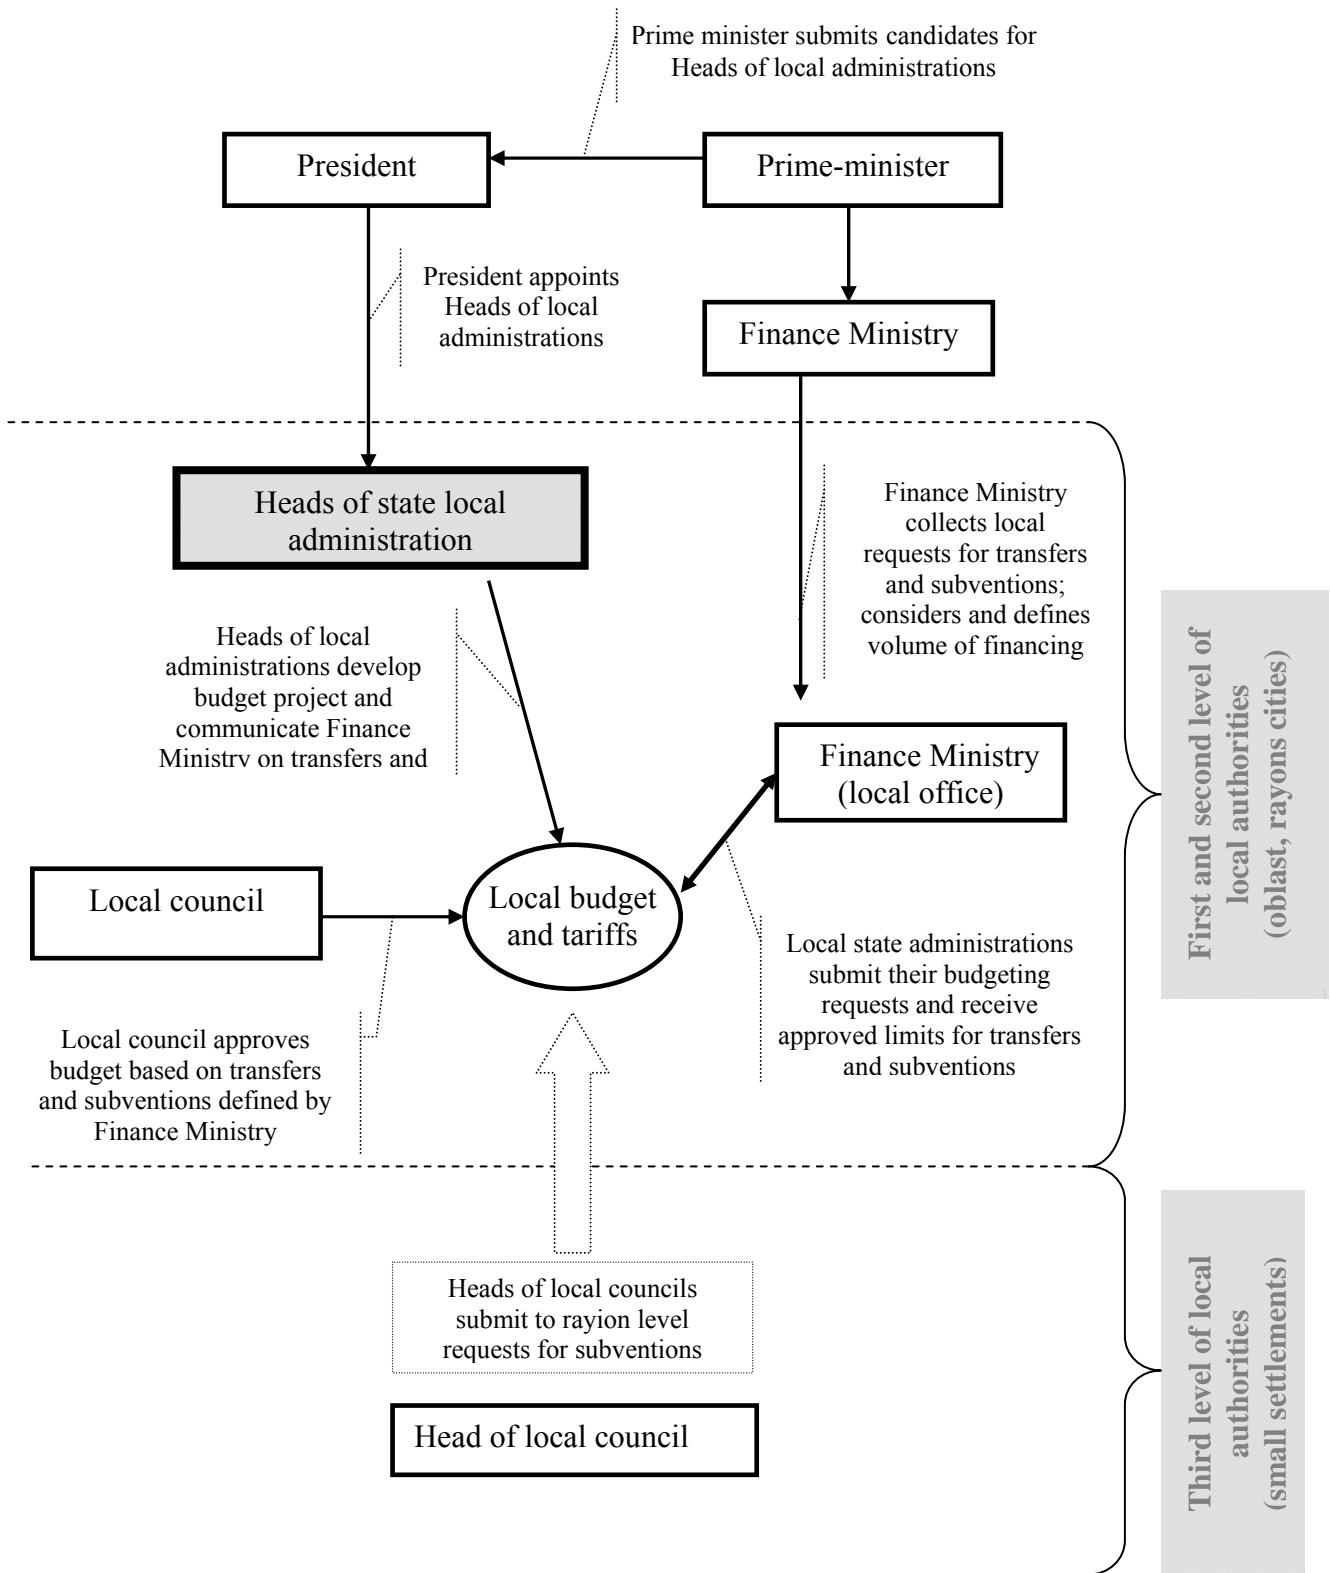 Prime minister submits candidates for
Heads of local administrations
President
Prime-minister
President appoints
Heads of local
administrations
Finance Ministry
Heads of state local
administration
Finance Ministry
collects local
requests for transfers
and subventions;
considers and defines
volume of financing
Heads of local
administrations develop
budget project and
communicate Finance
Ministry on transfers and
Finance Ministry
(local office)
First and second level of
local authorities
(oblast, rayons cities)
Local council
Local budget
and tariffs
Local state administrations
submit their budgeting
requests and receive
approved limits for transfers
and subventions
Local council approves
budget based on transfers
and subventions defined by
Finance Ministry
Heads of local councils
submit to rayion level
requests for subventions
Head of local council
Third level of local
authorities
(small settlements)